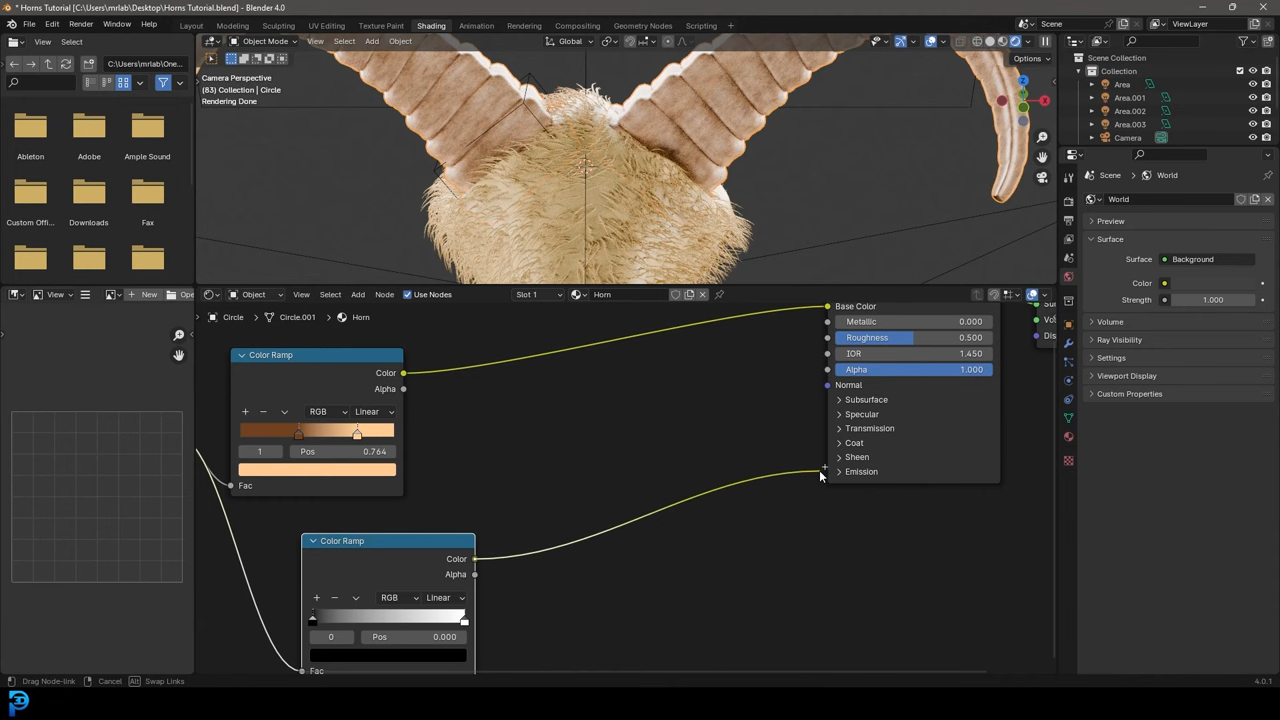 * Horns Tutorial [C:\Users\mrlab\Desktop\Horns Tutorial.blend] - Blender 4.0
File Edit Render Window Help
Layout Modeling Sculpting UV Editing Texture Paint Shading Animation Rendering Compositing Geometry Nodes Scripting +
Scene
ViewLayer
View Select
C:\Users\mrlab\One...
Ableton Adobe Ample Sound
Custom Offi... Downloads Fax
Object Mode View Select Add Object
Global
Options
Camera Perspective
(83) Collection | Circle
Rendering Done
X
Z
View
New
Ope
Object View Select Add Node Use Nodes Slot 1 Horn
Circle > Circle.001 > Horn
Color Ramp
Color
Alpha
RGB Linear
1 Pos 0.764
Fac
Color Ramp
Color
Alpha
RGB Linear
0 Pos 0.000
Fac
Base Color
Metallic 0.000
Roughness 0.500
IOR 1.450
Alpha 1.000
Normal
Subsurface
Specular
Transmission
Coat
Sheen
Emission
Sur
Vol
Dis
Scene Collection
Collection
Area
Area.001
Area.002
Area.003
Camera
Scene > World
World
Preview
Surface
Surface Background
Color
Strength 1.000
Volume
Ray Visibility
Settings
Viewport Display
Custom Properties
Drag Node-link Cancel Alt Swap Links
4.0.1